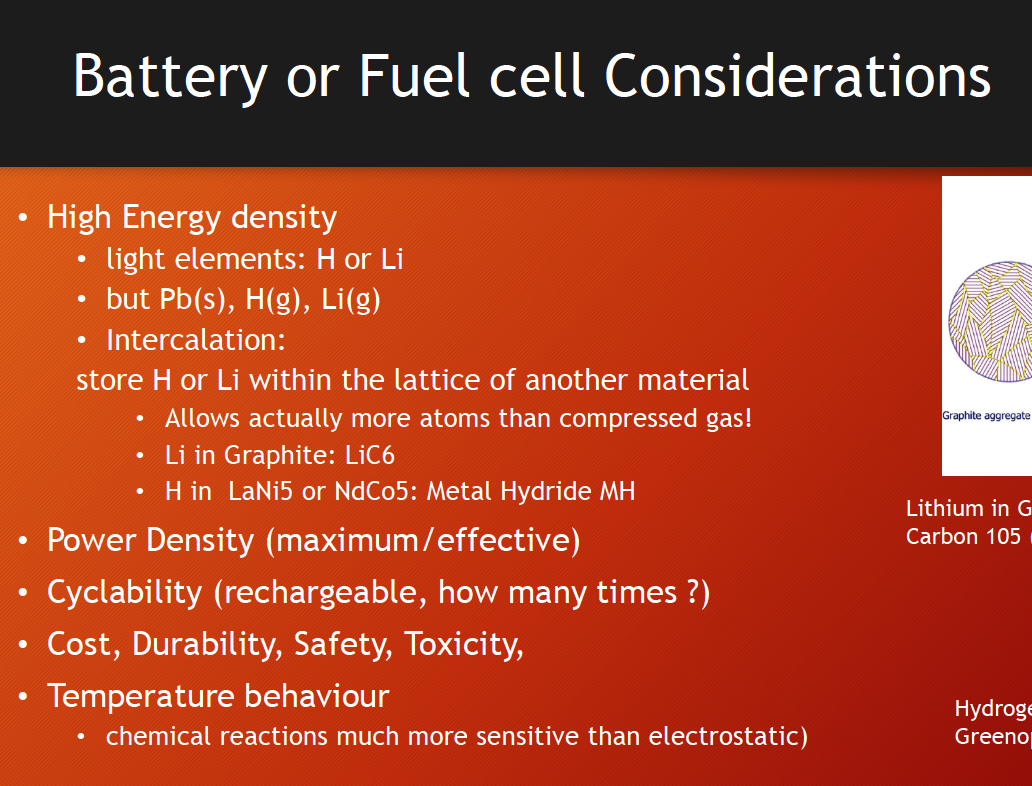 Battery or Fuel cell Considerations
• High Energy density
• light elements: H or Li
• but Pb(s), H(g), Li(g)
• Intercalation:
store H or Li within the lattice of another material
• Allows actually more atoms than compressed gas!
• Li in Graphite: LiC6
• H in LaNi5 or NdCo5: Metal Hydride MH
• Power Density (maximum/effective)
• Cyclability (rechargeable, how many times ?)
• Cost, Durability, Safety, Toxicity,
• Temperature behaviour
• chemical reactions much more sensitive than electrostatic)
Graphite aggregate
Lithium in G
Carbon 105
Hydroge
Greenop